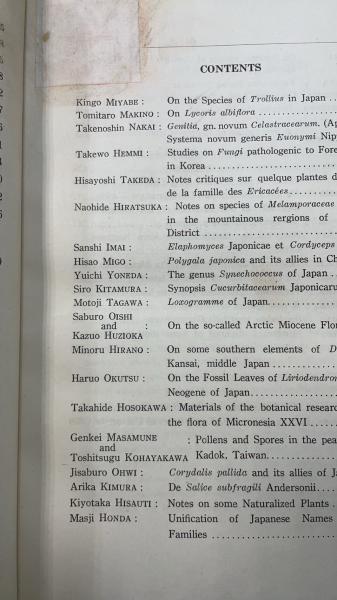 CONTENTS
Kingo MIYABE : On the Species of Trollius in Japan ..
Tomitaro MAKINO : On Lycoris albiflora ....................
Takenoshin NAKAI : Genitia, gn. novum Celastracearum. (Ap
Systema novum generis Euonymi Nip
Takewo HEMMI : Studies on Fungi pathologic to Fore
in Korea ..............................
Hisayoshi TAKEDA : Notes critiques sur quelque plantes d
de la famille des Ericacées...........
Naohide HIRATSUKA : Notes on species of Melamporaceae
in the mountainous rergions of
District ................................
Sanshi IMAI : Elaphomyces Japonicae et Cordyceps
Hisao MIGO : Polygala japonica and its allies in Ch
Yuichi YONEDA : The genus Synechococcus of Japan ..
Siro KITAMURA : Synopsis Cucurbitacearum Japonicaru
Motoji TAGAWA : Loxogramme of Japan...............
Saburo OISHI
and : On the so-called Arctic Miocene Flor
Kazuo HUZIOKA
Minoru HIRANO : On some southern elements of D
Kansai, middle Japan ................
Haruo OKUTSU : On the Fossil Leaves of Liriodendron
Neogene of Japan.....................
Takahide HOSOKAWA : Materials of the botanical researc
the flora of Micronesia XXVI ........
Genkei MASAMUNE : Pollens and Spores in the pea
and
Toshitsugu KOHAYAKAWA Kadok, Taiwan.................
Jisaburo OHWI : Corydalis pallida and its allies of J
Arika KIMURA : De Salice subfragili Andersonii.....
Kiyotaka HISAUTI : Notes on some Naturalized Plants .
Masji HONDA : Unification of Japanese Names
Families ................................